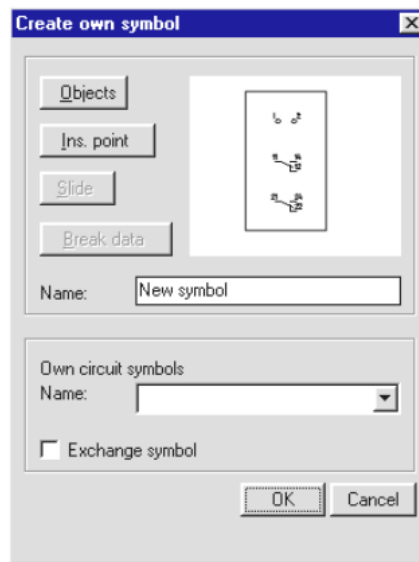 Create own symbol
Objects
Ins. point
Slide
Break data
Name: New symbol
Own circuit symbols
Name:
Exchange symbol
OK Cancel